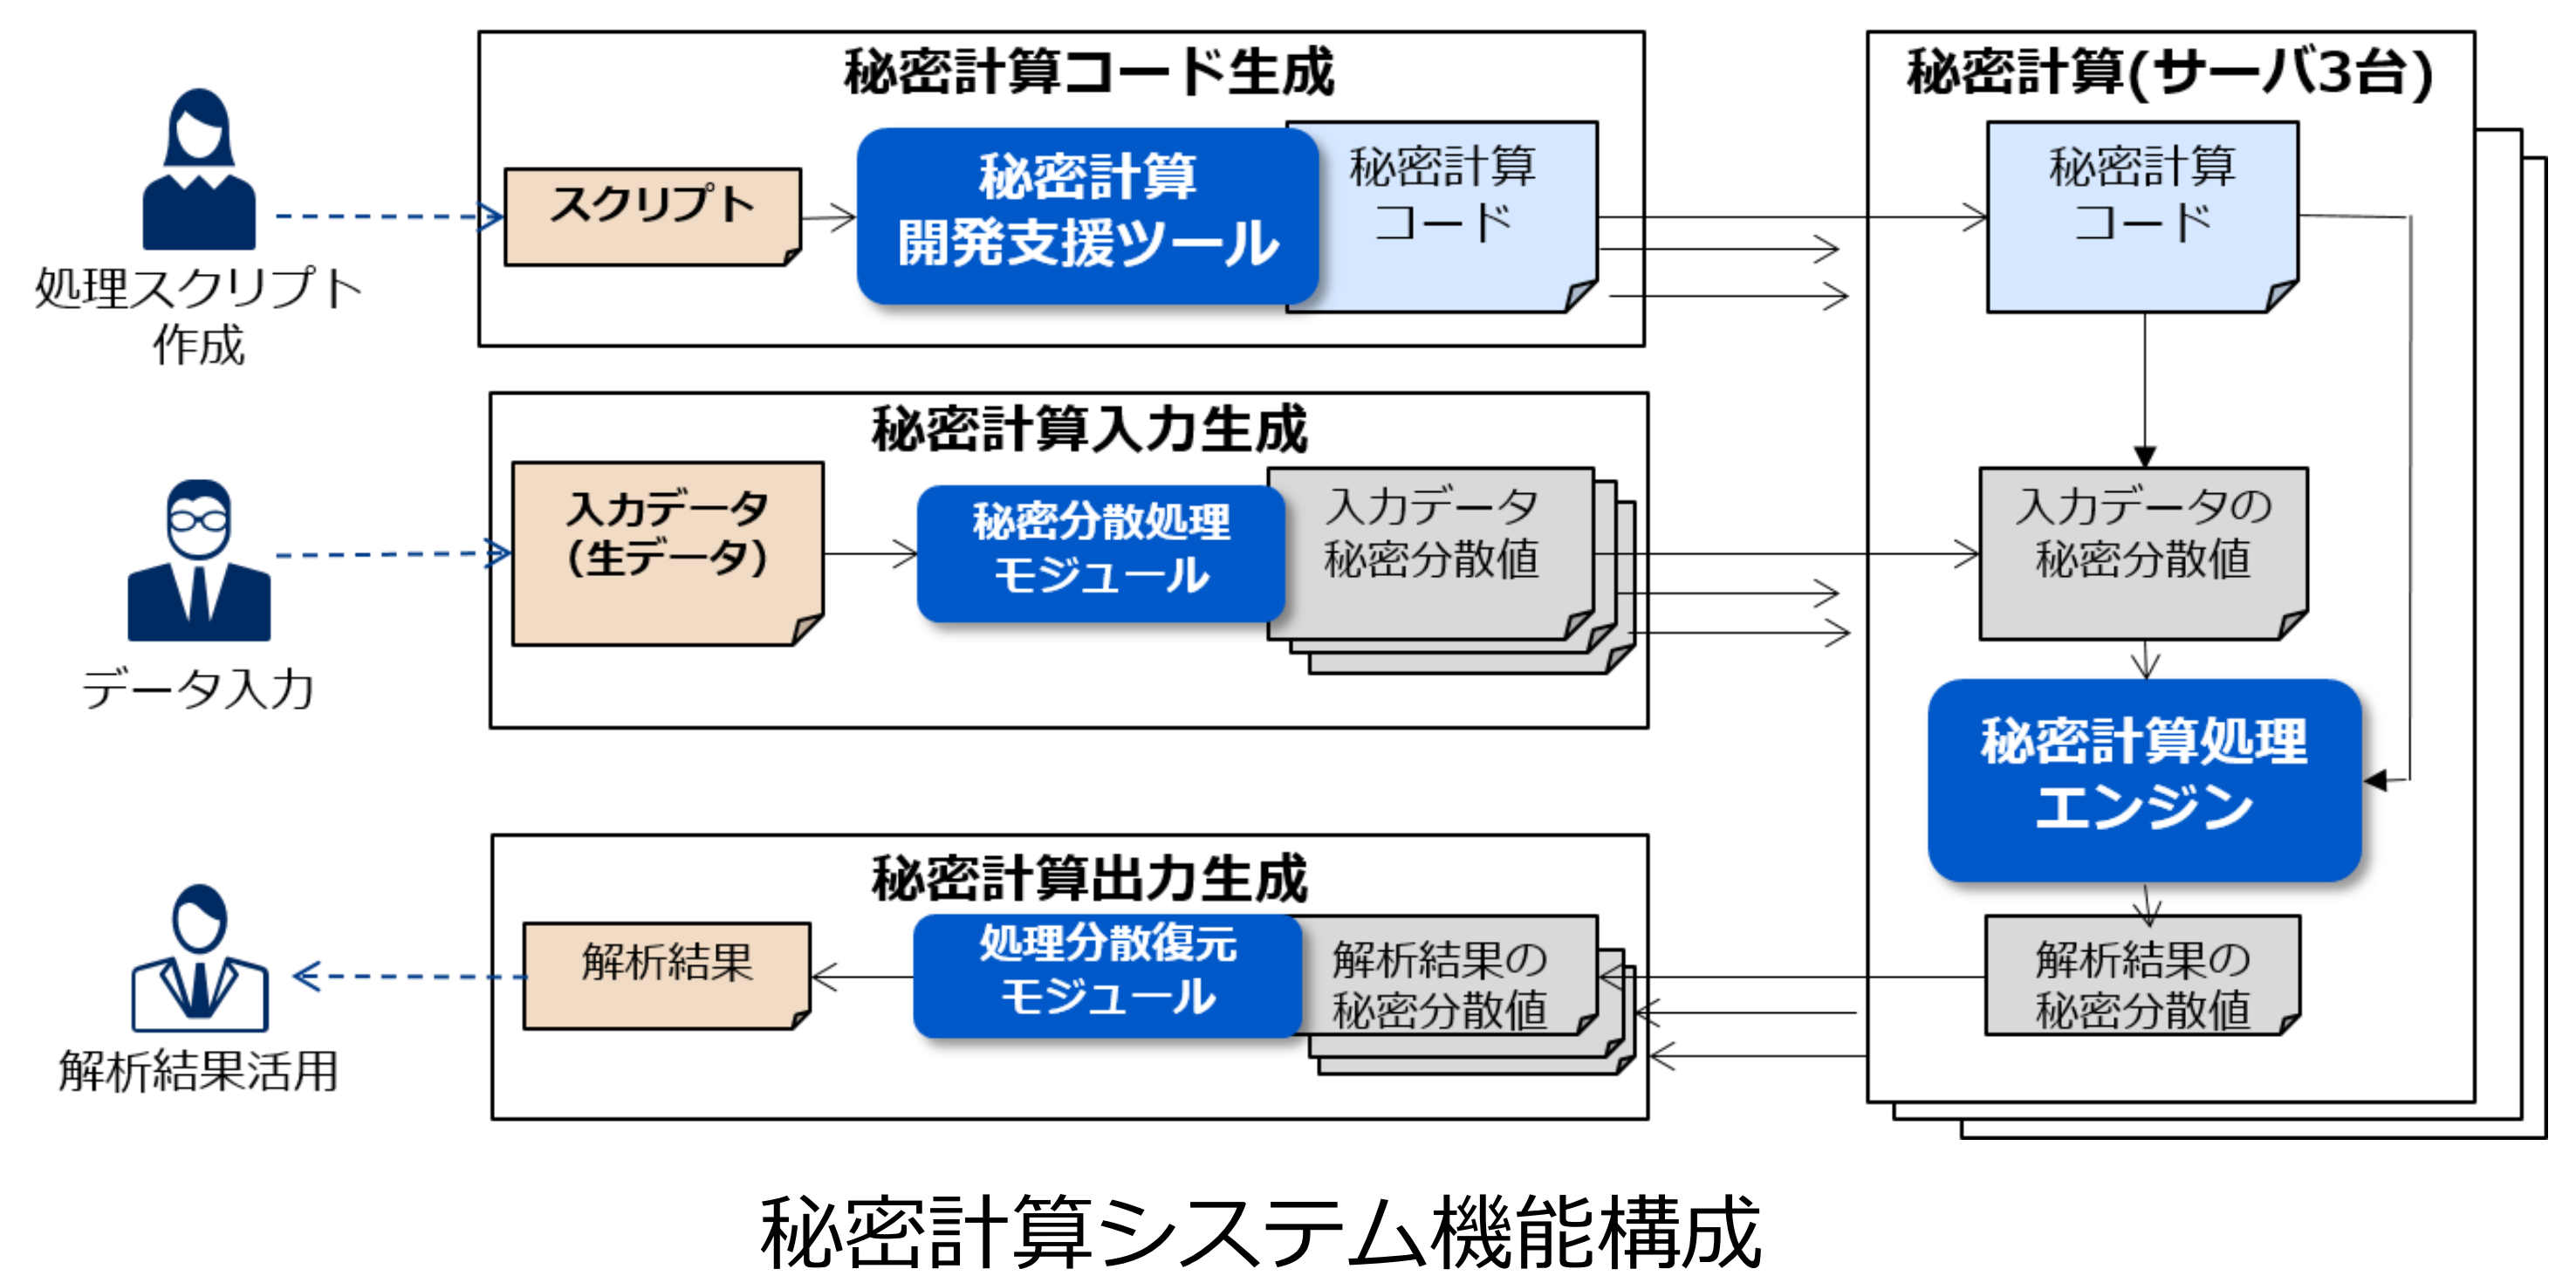 秘密計算コード生成
スクリプト
秘密計算
開発支援ツール
秘密計算
コード
処理スクリプト
作成
秘密計算入力生成
入力データ
（生データ）
秘密分散処理
モジュール
入力データ
秘密分散値
データ入力
秘密計算出力生成
解析結果
処理分散復元
モジュール
解析結果の
秘密分散値
解析結果活用
秘密計算(サーバ3台)
秘密計算
コード
入力データの
秘密分散値
秘密計算処理
エンジン
解析結果の
秘密分散値
秘密計算システム機能構成